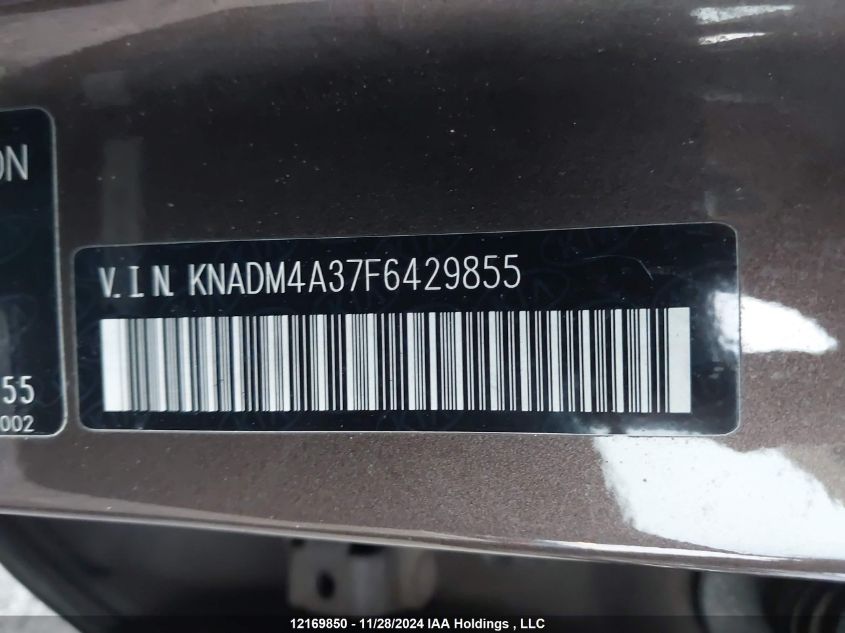 ON
V.I.N. KNADM4A37F6429855
55
002
12169850 - 11/28/2024 IAA Holdings , LLC